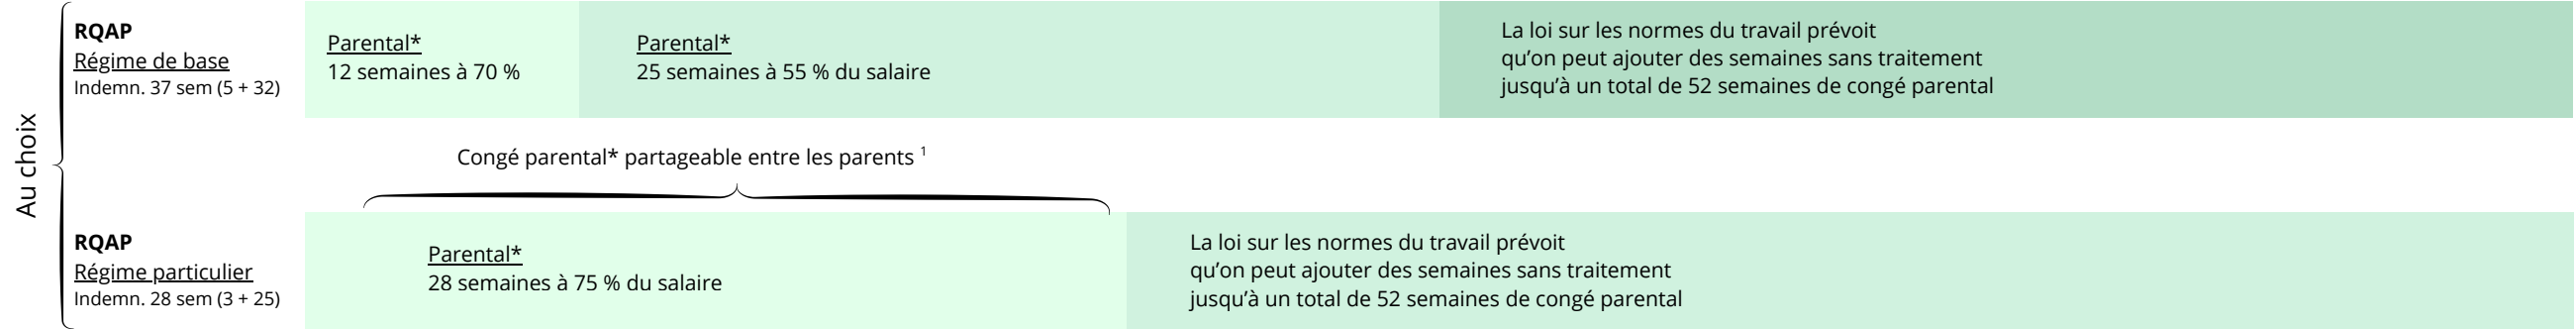 Au choix
RQAP
Régime de base
Indemn. 37 sem (5 + 32)
Parental*
12 semaines à 70 %
Parental*
25 semaines à 55 % du salaire
La loi sur les normes du travail prévoit
qu’on peut ajouter des semaines sans traitement
jusqu’à un total de 52 semaines de congé parental
Congé parental* partageable entre les parents ¹
RQAP
Régime particulier
Indemn. 28 sem (3 + 25)
Parental*
28 semaines à 75 % du salaire
La loi sur les normes du travail prévoit
qu’on peut ajouter des semaines sans traitement
jusqu’à un total de 52 semaines de congé parental